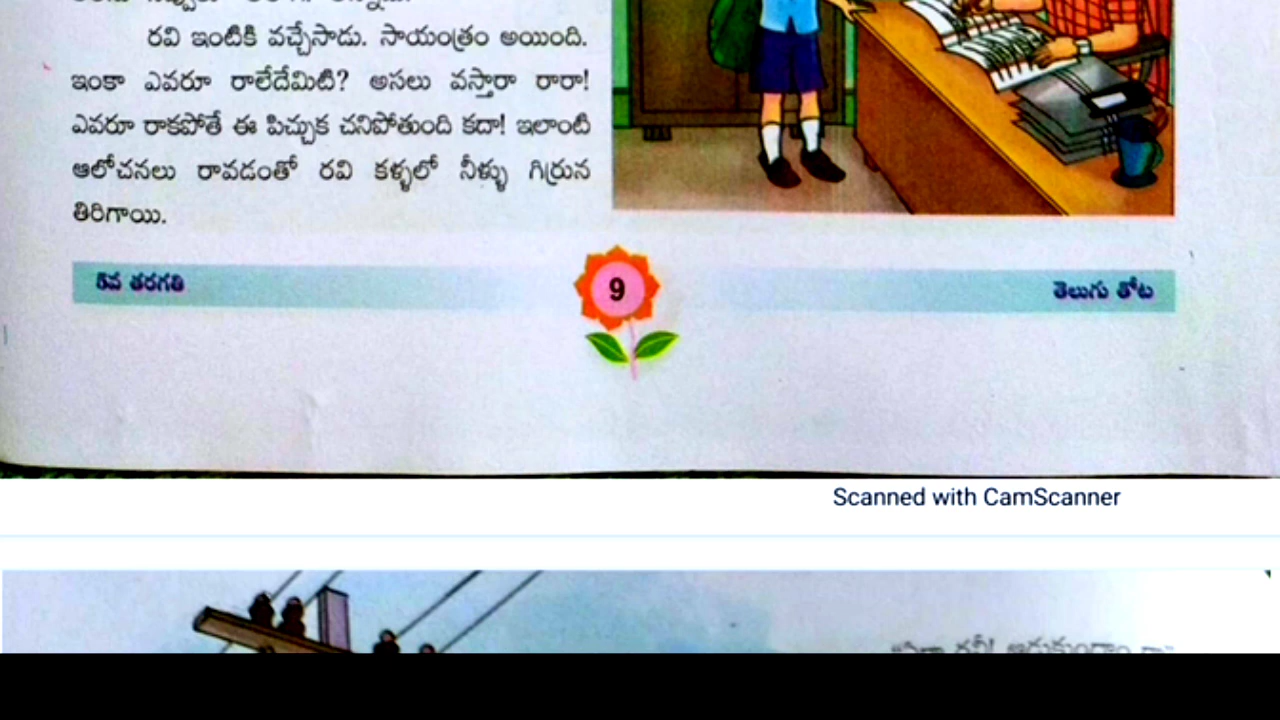 రవి ఇంటికి వచ్చేసాడు. సాయంత్రం అయింది.
ఇంకా ఎవరూ రాలేదేమిటి? అసలు వస్తారా రారా!
ఎవరూ రాకపోతే ఈ పిచ్చుక చనిపోతుంది కదా! ఇలాంటి
ఆలోచనలు రావడంతో రవి కళ్ళలో నీళ్ళు గిర్రున
తిరిగాయి.
తరగతి
9
తెలుగు తోట
Scanned with CamScanner